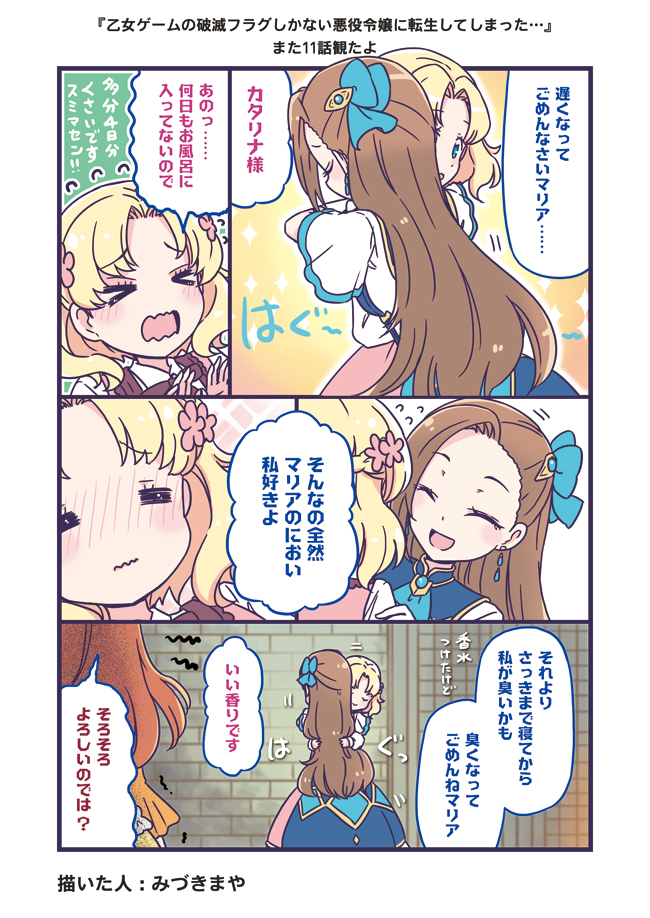 『乙女ゲームの破滅フラグしかない悪役令嬢に転生してしまった…』
また11話観たよ
遅くなって
ごめんなさいマリア……
カタリナ様
はぐ〜
あのっ……
何日もお風呂に
入ってないので
多分4日分
くさいです
スミマセン!!
そんなの全然
マリアのにおい
私好きよ
それより
さっきまで寝てたから
私が臭いかも
臭くなって
ごめんねマリア
香水
つけたけど
いい香りです
はぐっ
そろそろ
よろしいのでは?
描いた人：みづきまや